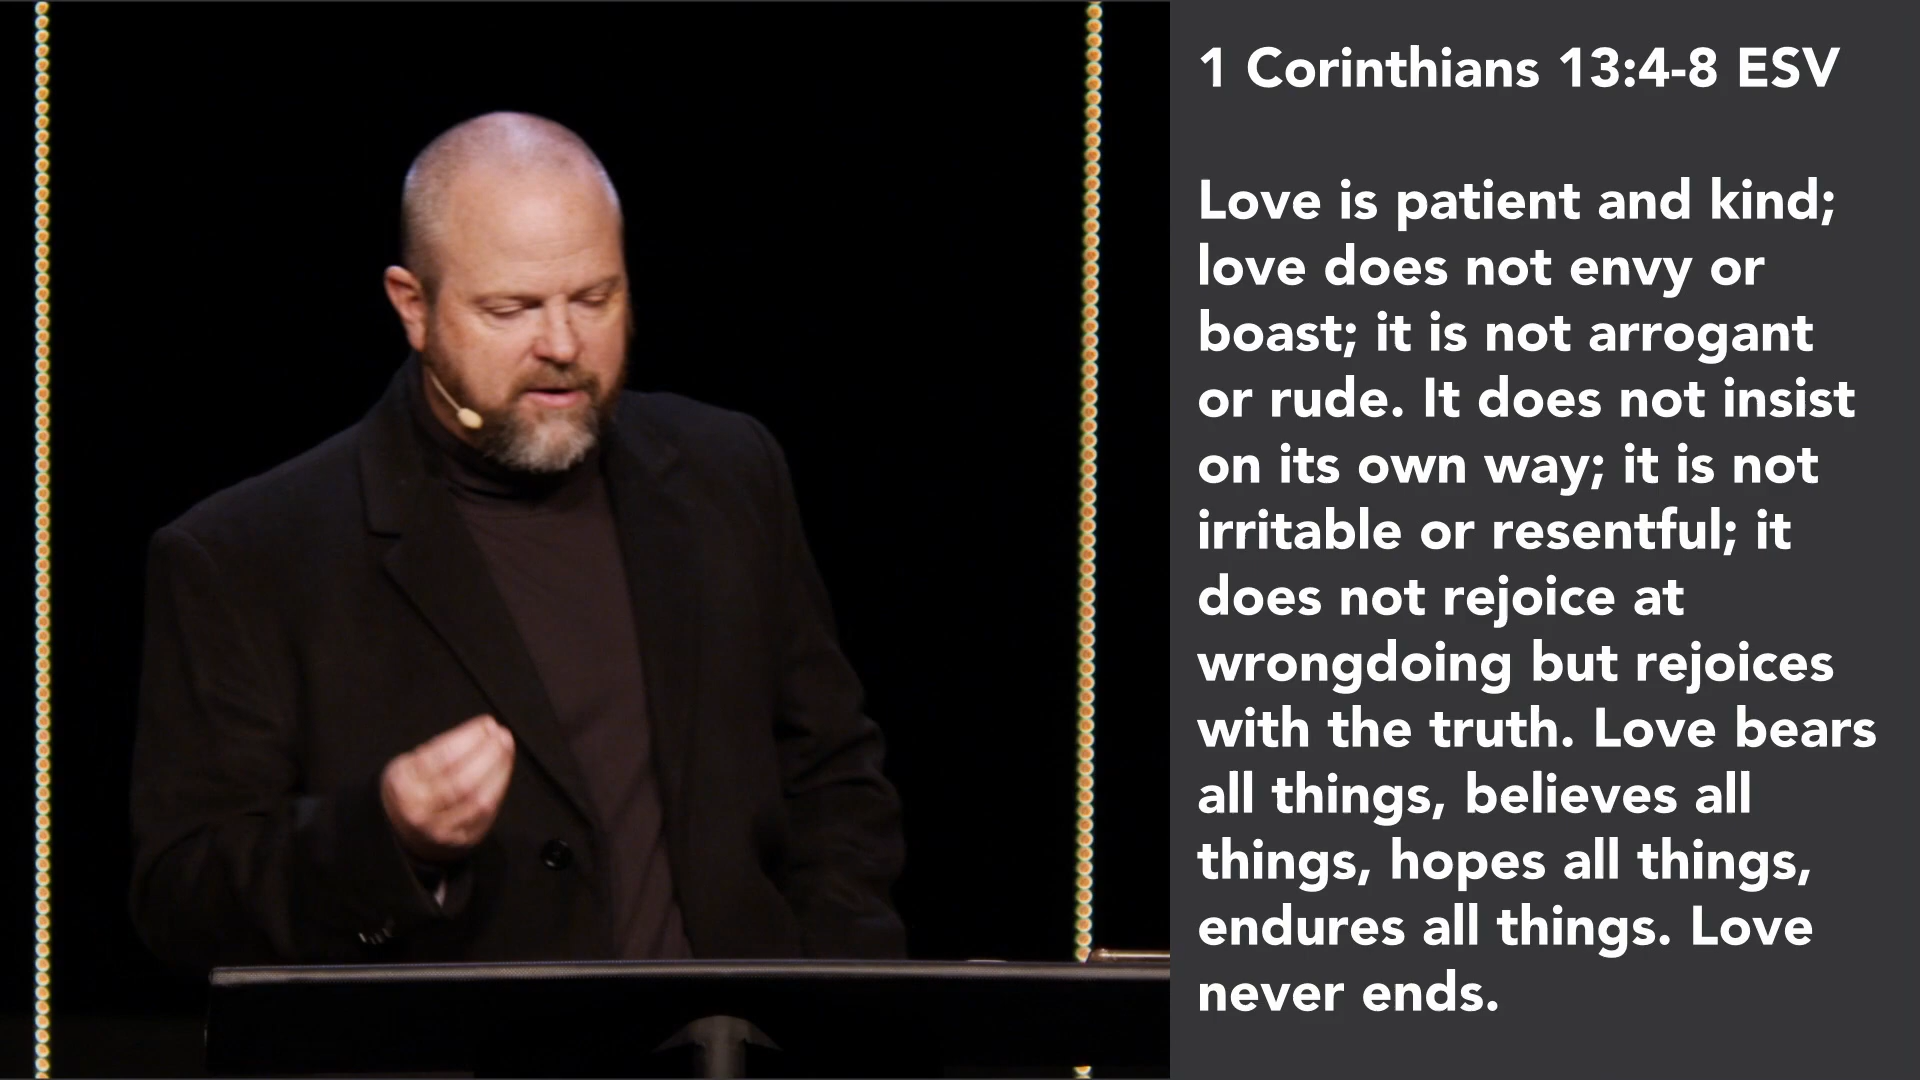 1 Corinthians 13:4-8 ESV
Love is patient and kind;
love does not envy or
boast; it is not arrogant
or rude. It does not insist
on its own way; it is not
irritable or resentful; it
does not rejoice at
wrongdoing but rejoices
with the truth. Love bears
all things, believes all
things, hopes all things,
endures all things. Love
never ends.